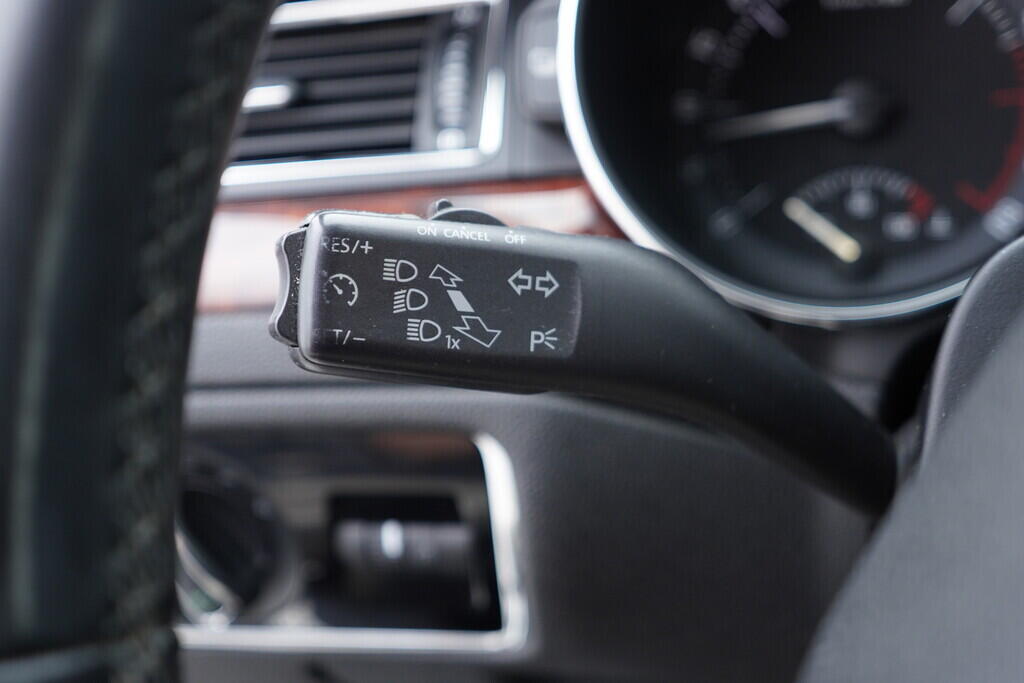 ON CANCEL OFF
RES/+
1x
P